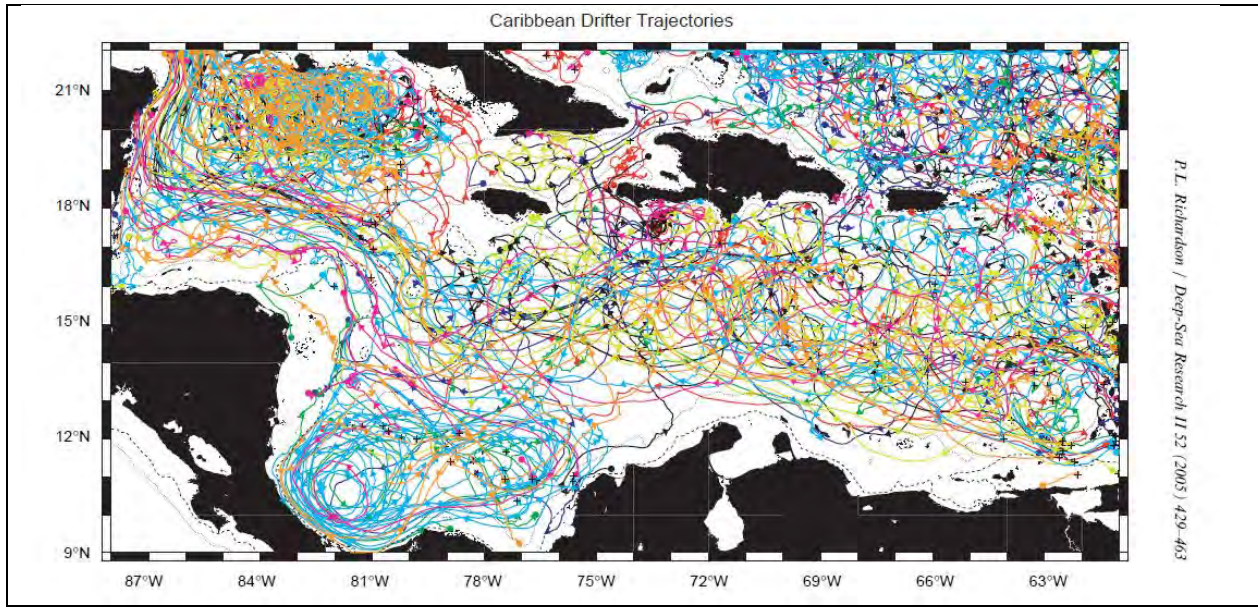 Caribbean Drifter Trajectories
21°N
18°N
15°N
12°N
9°N
87°W 84°W 81°W 78°W 75°W 72°W 69°W 66°W 63°W
P.L. Richardson / Deep-Sea Research II 52 (2005) 429–463